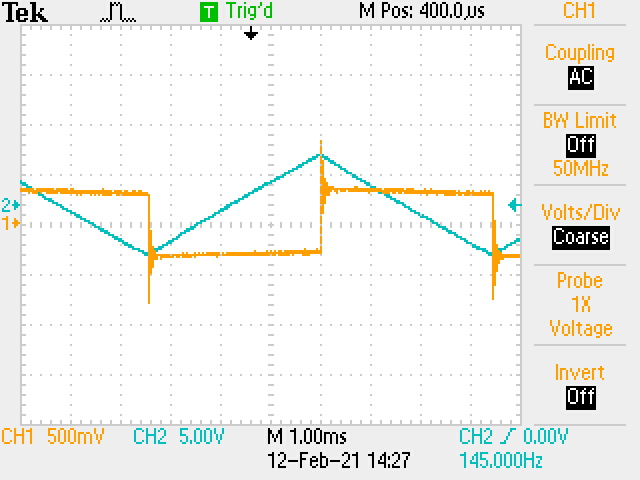 Tek T Trig'd M Pos: 400.0µs CH1
Coupling
AC
BW Limit
Off
50MHz
2
1
Volts/Div
Coarse
Probe
1X
Voltage
Invert
Off
CH1 500mV CH2 5.00V M 1.00ms CH2 / 0.00V
12-Feb-21 14:27 145.000Hz